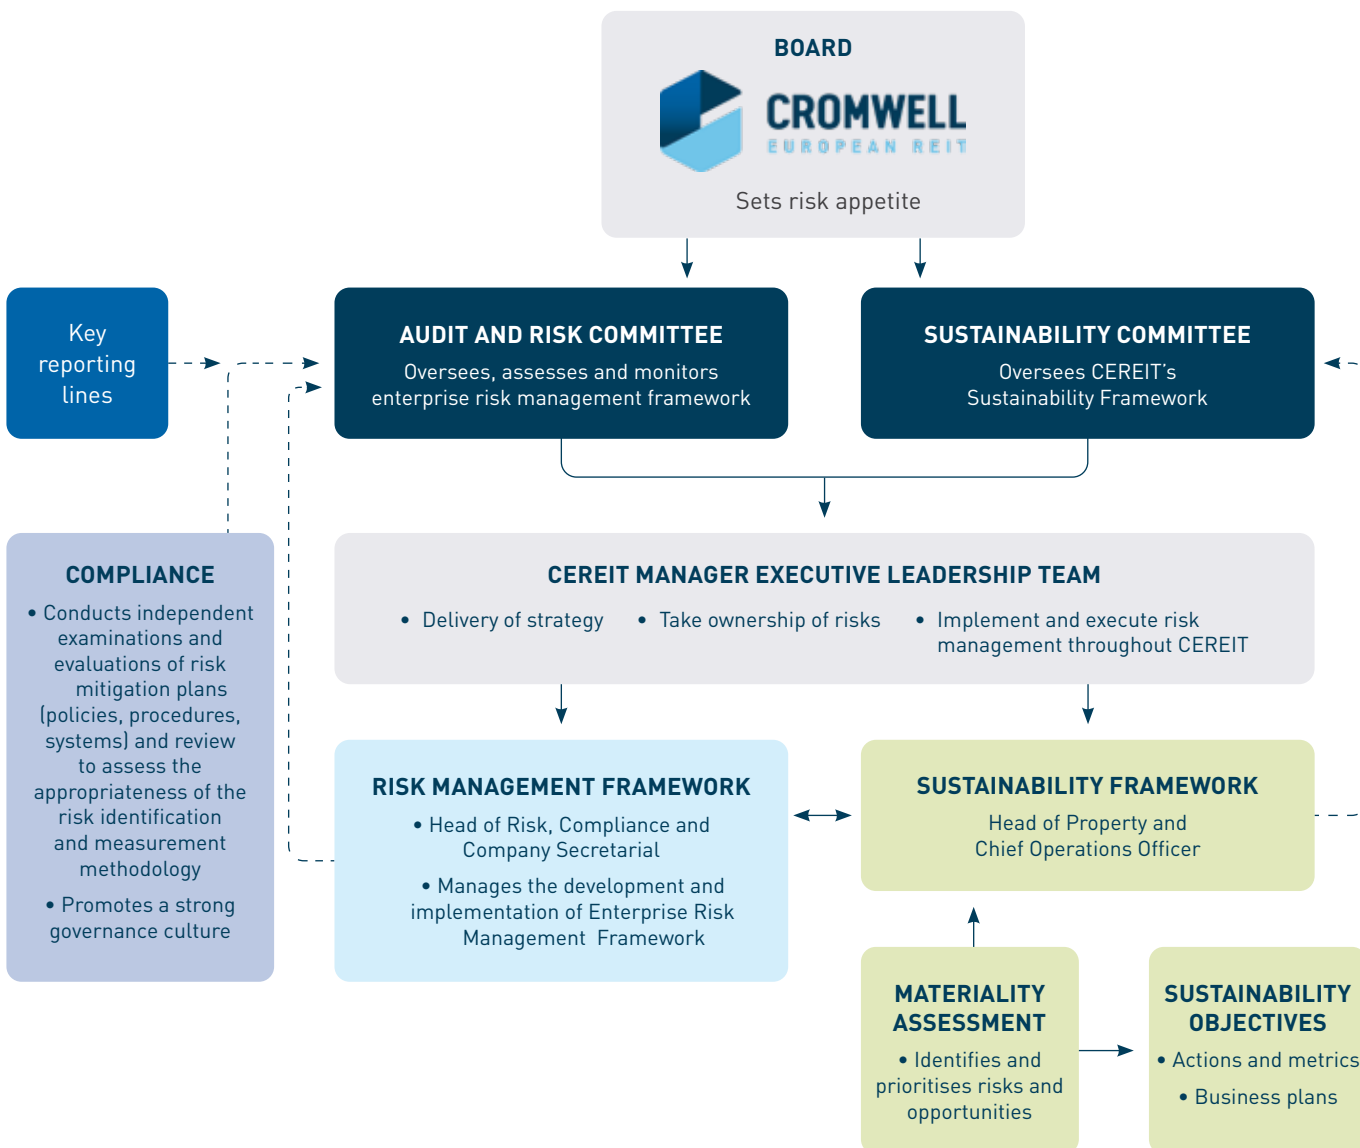 BOARD
CROMWELL
EUROPEAN REIT
Sets risk appetite
Key
reporting
lines
AUDIT AND RISK COMMITTEE
Oversees, assesses and monitors
enterprise risk management framework
SUSTAINABILITY COMMITTEE
Oversees CEREIT's
Sustainability Framework
COMPLIANCE
• Conducts independent
examinations and
evaluations of risk
mitigation plans
(policies, procedures,
systems) and review
to assess the
appropriateness of the
risk identification
and measurement
methodology
• Promotes a strong
governance culture
CEREIT MANAGER EXECUTIVE LEADERSHIP TEAM
• Delivery of strategy
• Take ownership of risks
• Implement and execute risk
management throughout CEREIT
RISK MANAGEMENT FRAMEWORK
• Head of Risk, Compliance and
Company Secretarial
• Manages the development and
implementation of Enterprise Risk
Management Framework
SUSTAINABILITY FRAMEWORK
Head of Property and
Chief Operations Officer
MATERIALITY
ASSESSMENT
• Identifies and
prioritises risks and
opportunities
SUSTAINABILITY
OBJECTIVES
• Actions and metrics
• Business plans